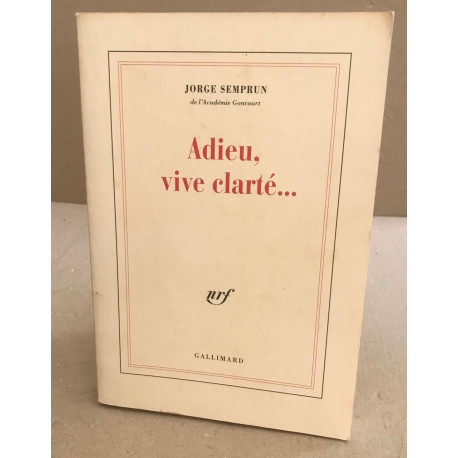 JORGE SEMPRUN
de l'Académie Goncourt
Adieu,
vive clarté...
nrf
GALLIMARD